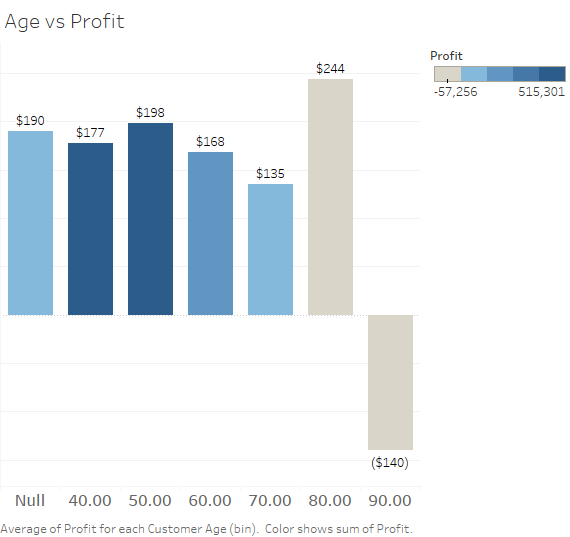 Age vs Profit
Profit
-57,256 515,301
$244
$198
$190
$177
$168
$135
($140)
Null 40.00 50.00 60.00 70.00 80.00 90.00
Average of Profit for each Customer Age (bin). Color shows sum of Profit.